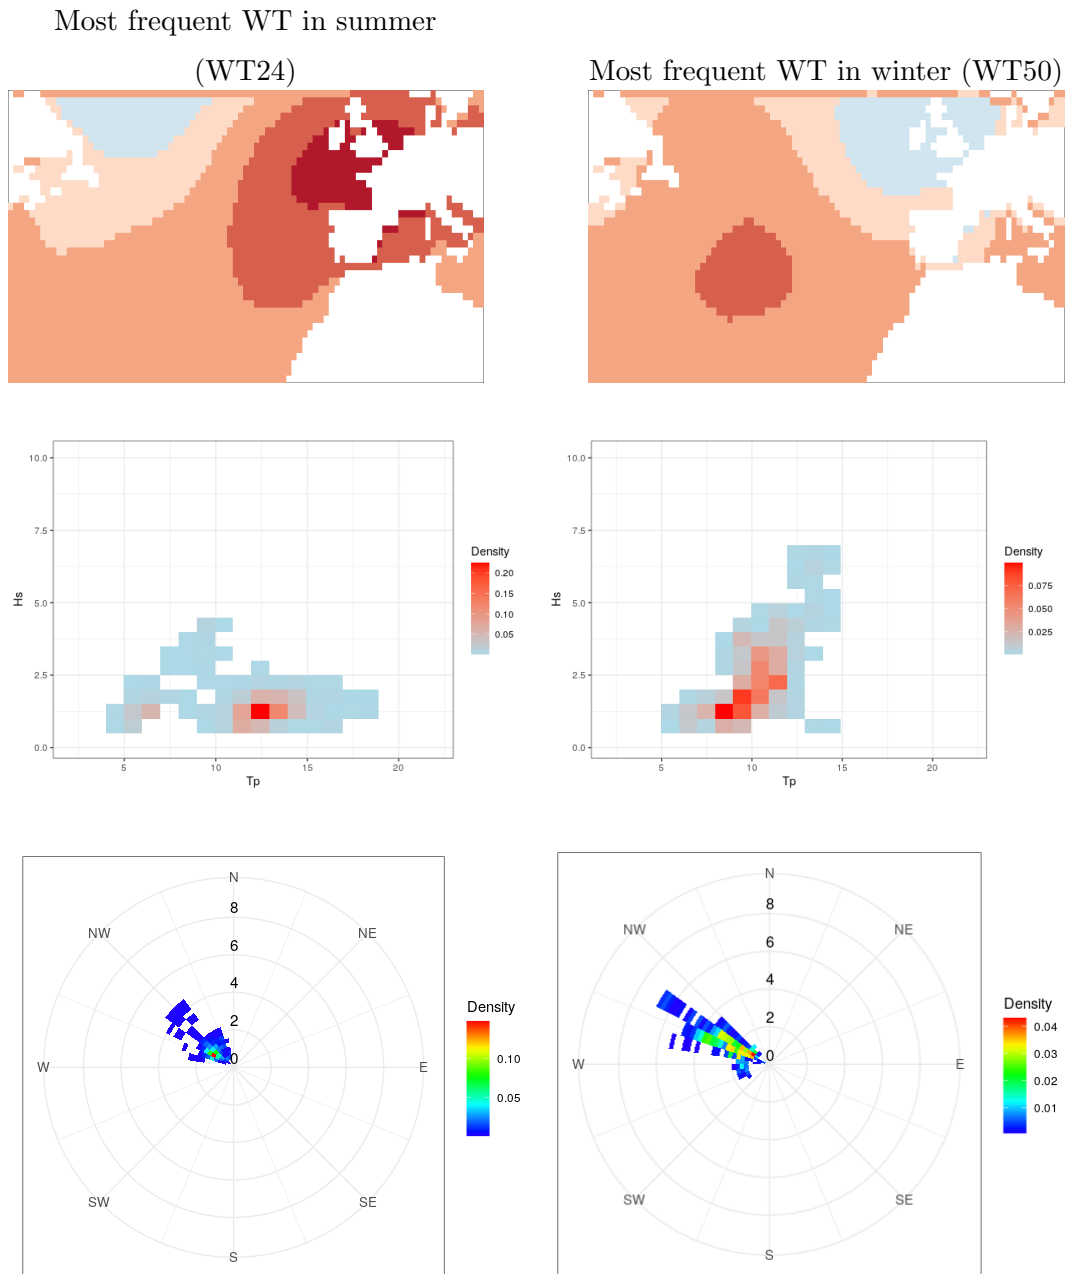 Most frequent WT in summer
(WT24)
Most frequent WT in winter (WT50)
10.0
7.5
5.0
2.5
0.0
Hs
5
10
15
20
Tp
Density
0.20
0.15
0.10
0.05
10.0
7.5
5.0
2.5
0.0
Hs
5
10
15
20
Tp
Density
0.075
0.050
0.025
N
8
6
4
2
0
NW
NE
W
E
SW
SE
S
Density
0.10
0.05
N
8
6
4
2
0
NW
NE
W
E
SW
SE
S
Density
0.04
0.03
0.02
0.01